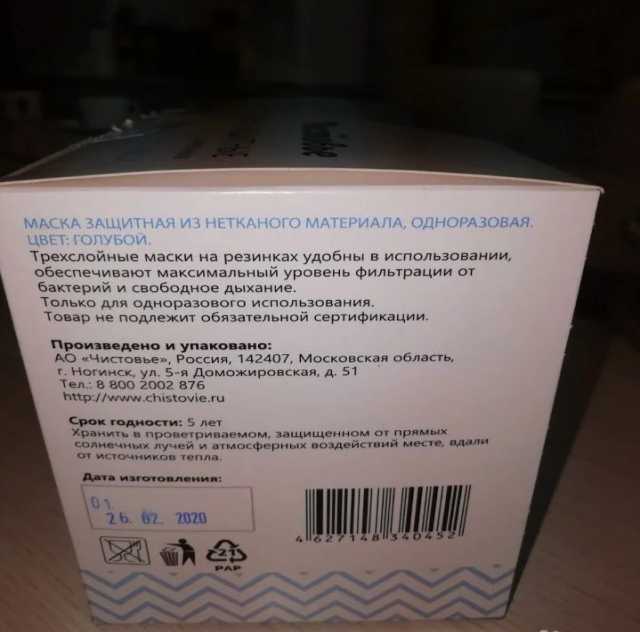 МАСКА ЗАЩИТНАЯ ИЗ НЕТКАНОГО МАТЕРИАЛА, ОДНОРАЗОВАЯ.
ЦВЕТ: ГОЛУБОЙ.
Трехслойные маски на резинках удобны в использовании,
обеспечивают максимальный уровень фильтрации от
бактерий и свободное дыхание.
Только для одноразового использования.
Товар не подлежит обязательной сертификации.
Произведено и упаковано:
АО «Чистовье», Россия, 142407, Московская область,
г. Ногинск, ул. 5-я Доможировская, д. 51
Тел.: 8 800 2002 876
http://www.chistovie.ru
Срок годности: 5 лет
Хранить в проветриваемом, защищенном от прямых
солнечных лучей и атмосферных воздействий месте, вдали
от источников тепла.
Дата изготовления:
01.
26. 02. 2020
4 627148 340452
21
PAP